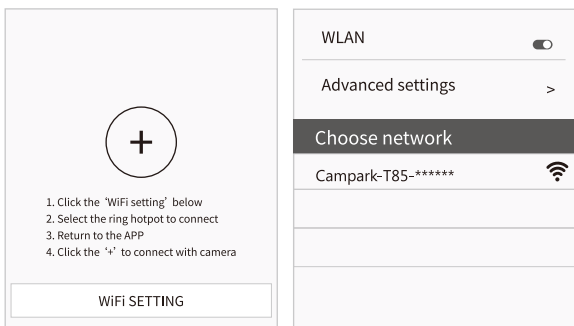 +
1. Click the ‘WiFi setting’ below
2. Select the ring hotpot to connect
3. Return to the APP
4. Click the ‘+’ to connect with camera
WiFi SETTING
WLAN
Advanced settings >
Choose network
Campark-T85-******